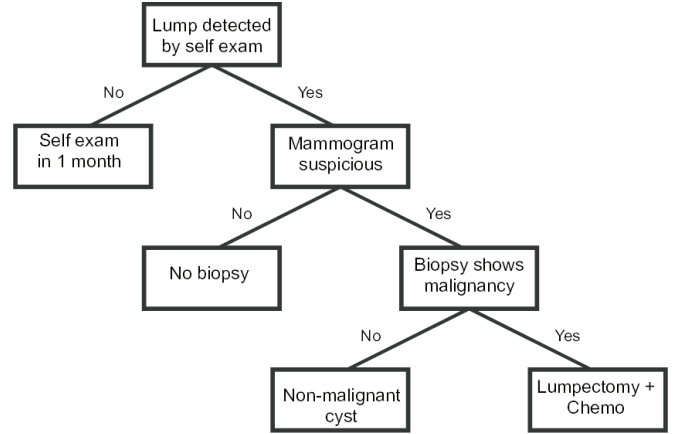 Lump detected
by self exam
No
Yes
Self exam
in 1 month
Mammogram
suspicious
No
Yes
No biopsy
Biopsy shows
malignancy
No
Yes
Non-malignant
cyst
Lumpectomy +
Chemo